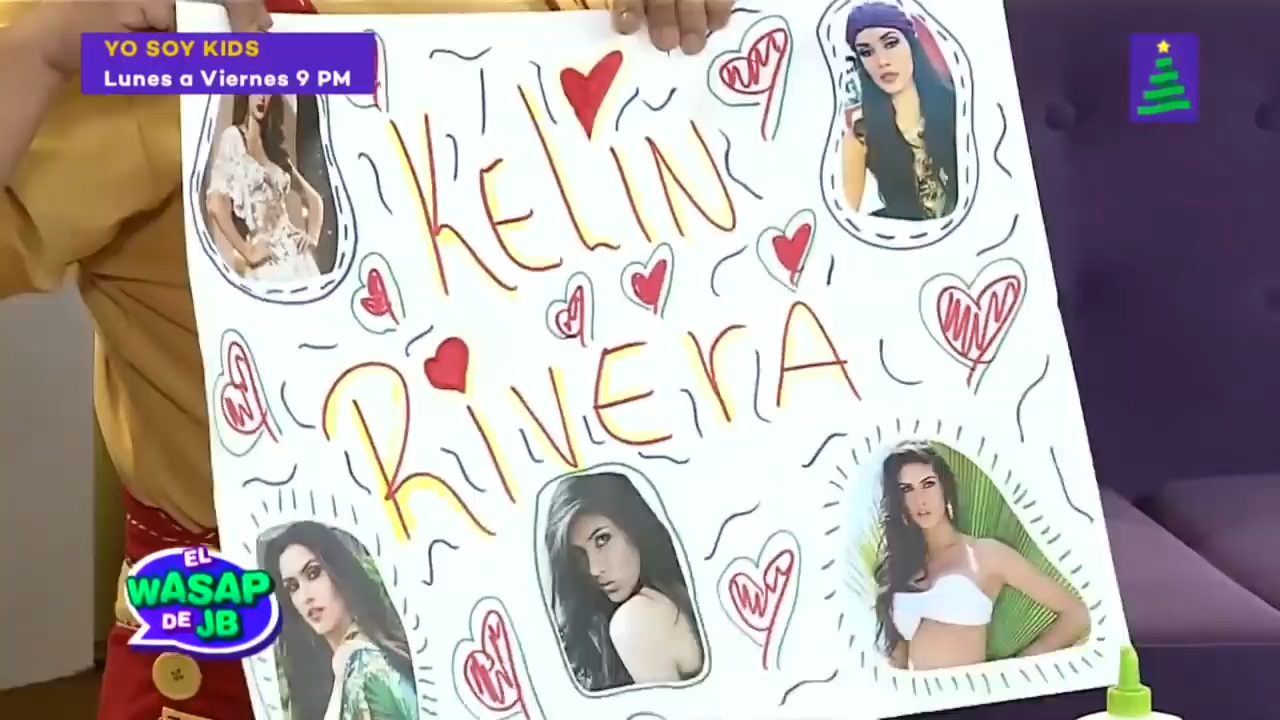 YO SOY KIDS
Lunes a Viernes 9 PM
KELIN
RIVErA
EL
WASAP
DE JB